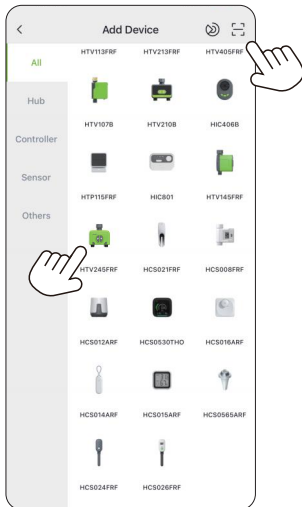 Add Device
All
Hub
Controller
Sensor
Others
HTV113FRF HTV213FRF HTV405FRF
HTV107B HTV210B HIC406B
HTP115FRF HIC801 HTV145FRF
HTV245FRF HCS021FRF HCS008FRF
HCS012ARF HCS0530THO HCS016ARF
HCS014ARF HCS015ARF HCS0565ARF
HCS024FRF HCS026FRF